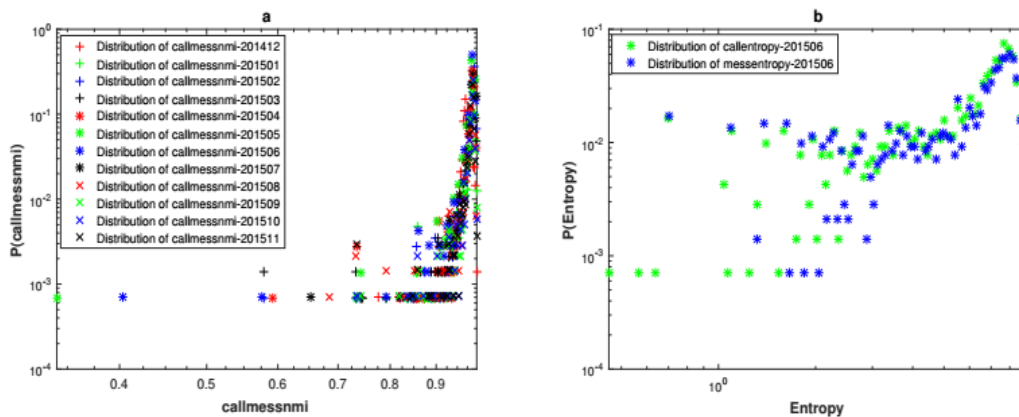 a
P(callmessnmi)
10^0
10^-1
10^-2
10^-3
10^-4
+ Distribution of callmessnmi-201412
+ Distribution of callmessnmi-201501
+ Distribution of callmessnmi-201502
+ Distribution of callmessnmi-201503
* Distribution of callmessnmi-201504
* Distribution of callmessnmi-201505
* Distribution of callmessnmi-201506
* Distribution of callmessnmi-201507
× Distribution of callmessnmi-201508
× Distribution of callmessnmi-201509
× Distribution of callmessnmi-201510
× Distribution of callmessnmi-201511
0.4 0.5 0.6 0.7 0.8 0.9
callmessnmi
b
P(Entropy)
10^-1
10^-2
10^-3
10^-4
* Distribution of callentropy-201506
* Distribution of messentropy-201506
10^0
Entropy